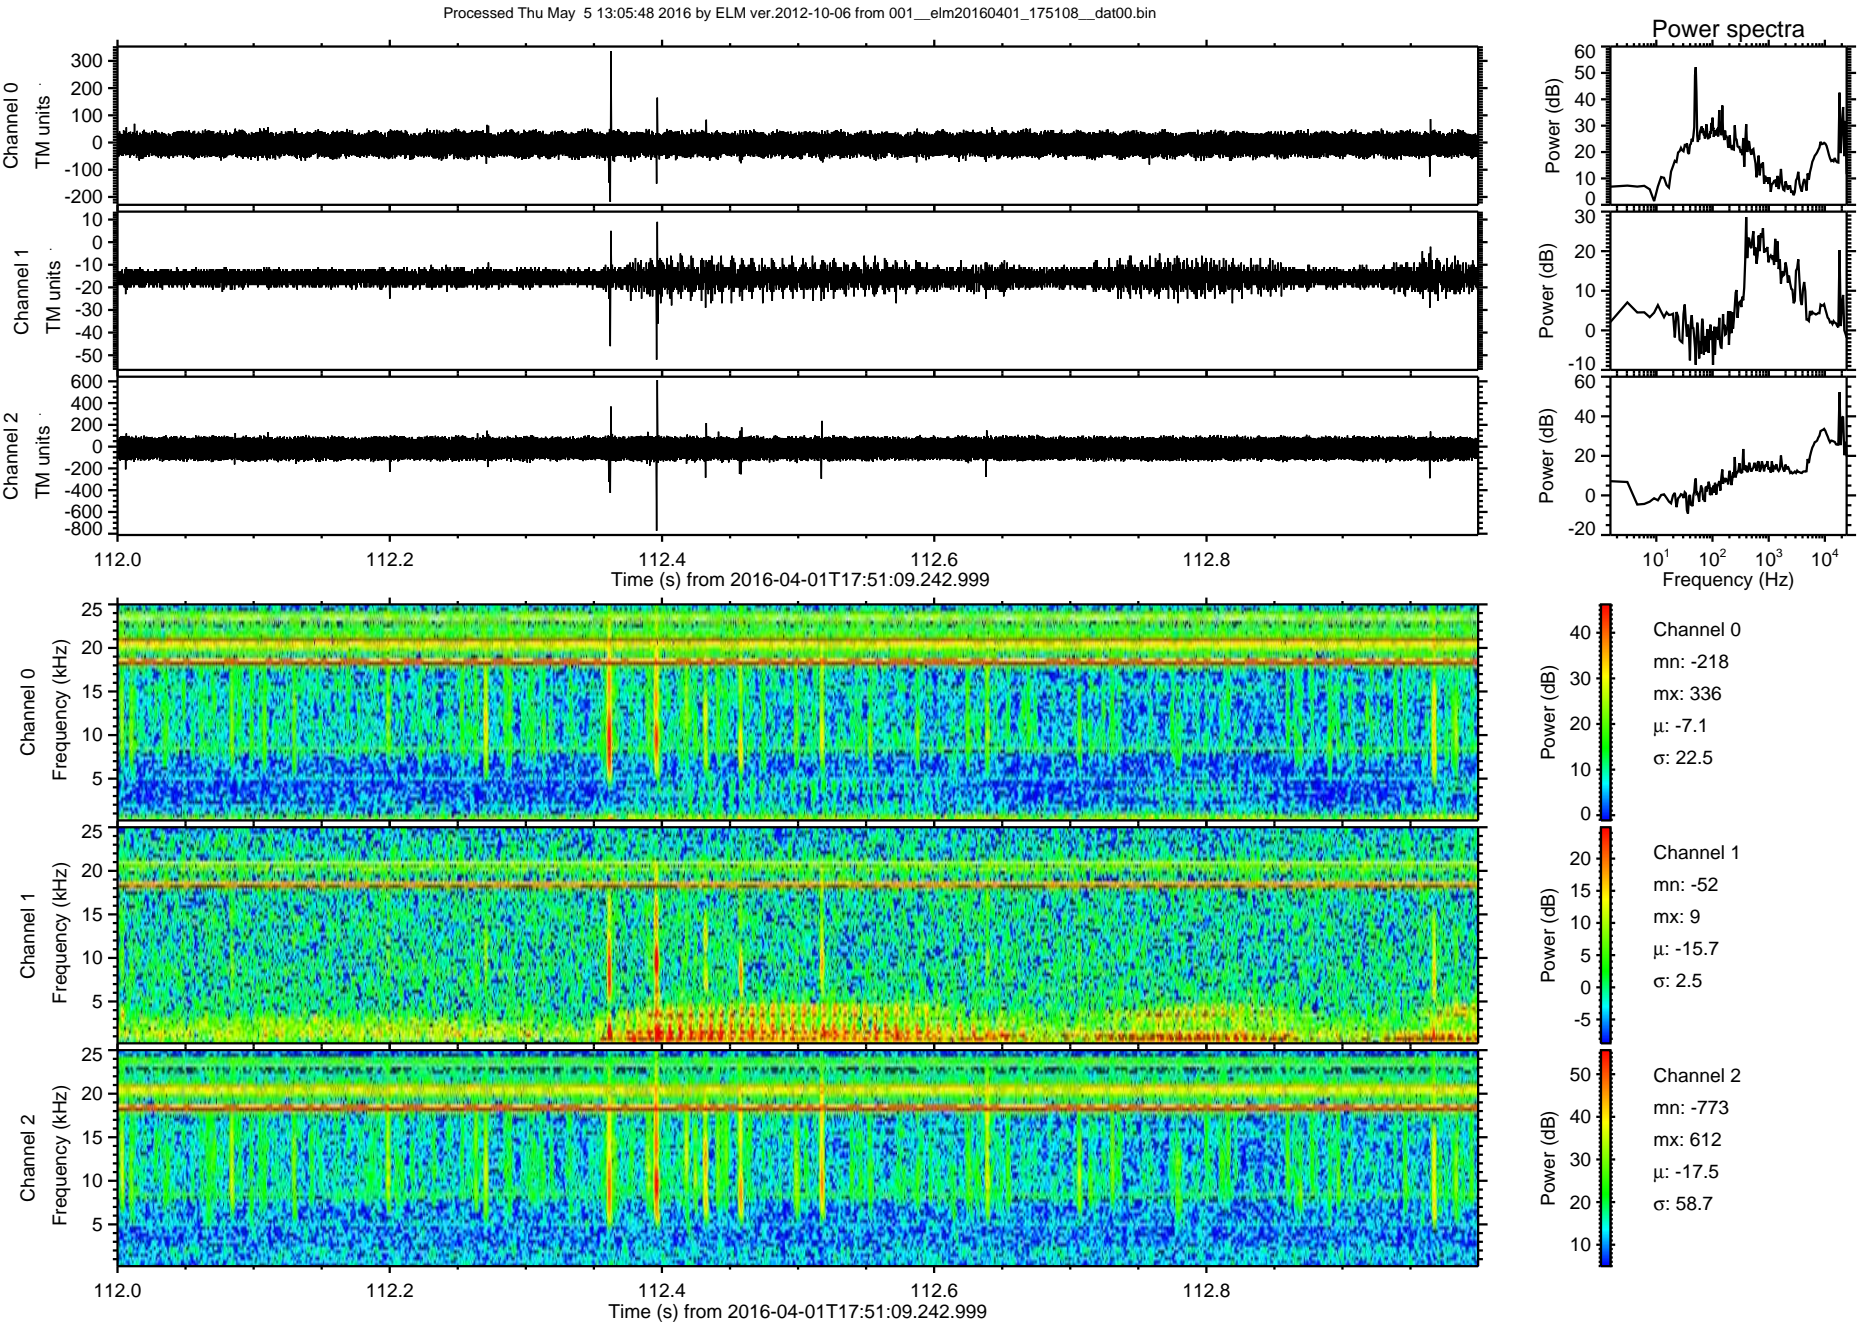 Processed Thu May  5 13:05:48 2016 by ELM ver.2012-10-06 from 001__elm20160401_175108__dat00.bin
Power spectra
Channel 0
TM units
300
200
100
0
-100
-200
Power (dB)
60
50
40
30
20
10
0
Channel 1
TM units
10
0
-10
-20
-30
-40
-50
Power (dB)
30
20
10
0
-10
Channel 2
TM units
600
400
200
0
-200
-400
-600
-800
Power (dB)
60
40
20
0
-20
112.0 112.2 112.4 112.6 112.8
Time (s) from 2016-04-01T17:51:09.242.999
10¹ 10² 10³ 10⁴
Frequency (Hz)
Channel 0
Frequency (kHz)
25
20
15
10
5
Power (dB)
40
30
20
10
0
Channel 0
mn: -218
mx: 336
μ: -7.1
σ: 22.5
Channel 1
Frequency (kHz)
25
20
15
10
5
Power (dB)
20
15
10
5
0
-5
Channel 1
mn: -52
mx: 9
μ: -15.7
σ: 2.5
Channel 2
Frequency (kHz)
25
20
15
10
5
Power (dB)
50
40
30
20
10
Channel 2
mn: -773
mx: 612
μ: -17.5
σ: 58.7
112.0 112.2 112.4 112.6 112.8
Time (s) from 2016-04-01T17:51:09.242.999